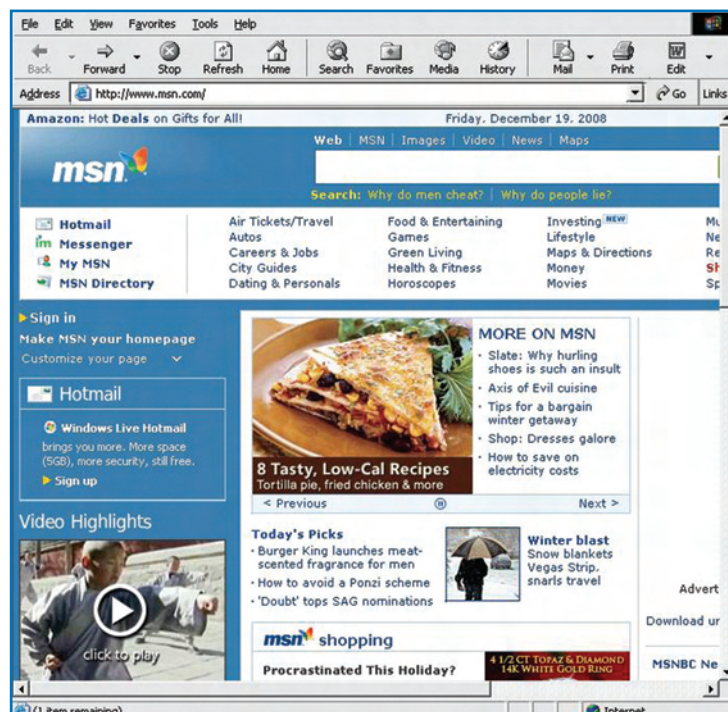 File Edit View Favorites Tools Help
Back Forward Stop Refresh Home Search Favorites Media History Mail Print Edit
Address http://www.msn.com/ Go Links
Amazon: Hot Deals on Gifts for All! Friday, December 19, 2008
Web | MSN | Images | Video | News | Maps
msn
Search: Why do men cheat? | Why do people lie?
Hotmail
Messenger
My MSN
MSN Directory
Air Tickets/Travel
Autos
Careers & Jobs
City Guides
Dating & Personals
Food & Entertaining
Games
Green Living
Health & Fitness
Horoscopes
Investing NEW
Lifestyle
Maps & Directions
Money
Movies
Mu
Ne
Re
Sh
Sp
Sign in
Make MSN your homepage
Customize your page
Hotmail
Windows Live Hotmail
brings you more. More space
(5GB), more security, still free.
Sign up
Video Highlights
click to play
8 Tasty, Low-Cal Recipes
Tortilla pie, fried chicken & more
< Previous Next >
MORE ON MSN
· Slate: Why hurling
shoes is such an insult
· Axis of Evil cuisine
· Tips for a bargain
winter getaway
· Shop: Dresses galore
· How to save on
electricity costs
Today's Picks
· Burger King launches meat-
scented fragrance for men
· How to avoid a Ponzi scheme
· 'Doubt' tops SAG nominations
Winter blast
Snow blankets
Vegas Strip,
snarls travel
Advert
Download ur
MSNBC Ne
msn shopping
Procrastinated This Holiday?
4 1/2 CT TOPAZ & DIAMOND
14K WHITE GOLD RING
(1 item remaining) Internet